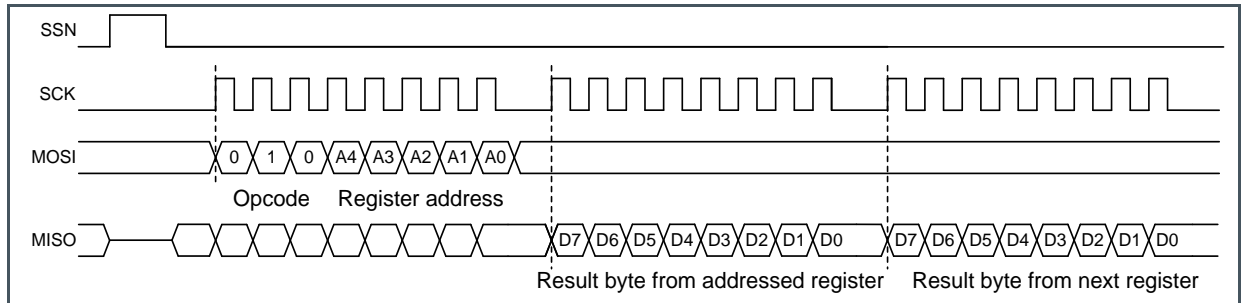 SSN
SCK
MOSI 0 1 0 A4 A3 A2 A1 A0
Opcode Register address
MISO D7 D6 D5 D4 D3 D2 D1 D0 D7 D6 D5 D4 D3 D2 D1 D0
Result byte from addressed register Result byte from next register